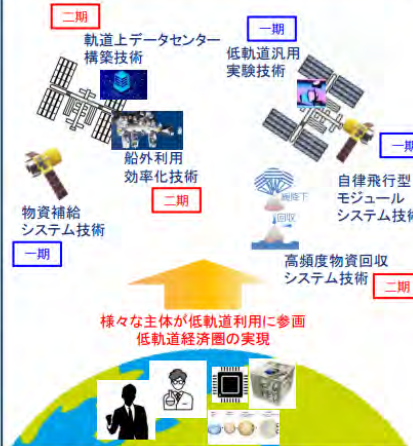 二期
軌道上データセンター
構築技術
船外利用
効率化技術
二期
物資補給
システム技術
一期
一期
低軌道汎用
実験技術
一期
自律飛行型
モジュール
システム技術
緩降下
回収
高頻度物資回収
システム技術
二期
様々な主体が低軌道利用に参画
低軌道経済圏の実現